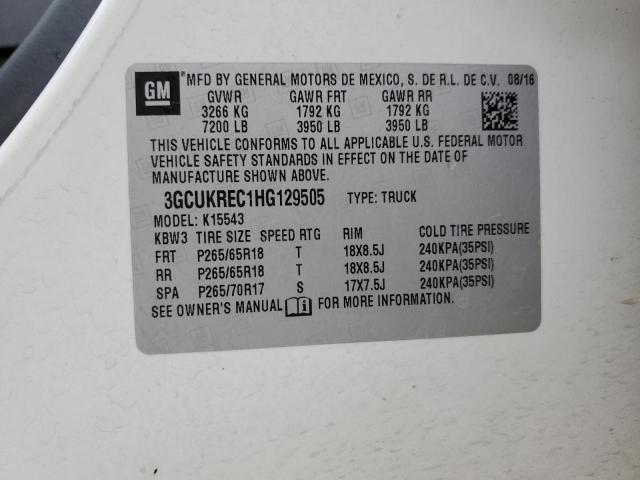 GM
®MFD BY GENERAL MOTORS DE MEXICO, S. DE R.L. DE C.V. 08/16
GVWR GAWR FRT GAWR RR
3266 KG 1792 KG 1792 KG
7200 LB 3950 LB 3950 LB
THIS VEHICLE CONFORMS TO ALL APPLICABLE U.S. FEDERAL MOTOR
VEHICLE SAFETY STANDARDS IN EFFECT ON THE DATE OF
MANUFACTURE SHOWN ABOVE.
3GCUKREC1HG129505 TYPE: TRUCK
MODEL: K15543
KBW3 TIRE SIZE SPEED RTG RIM COLD TIRE PRESSURE
FRT P265/65R18 T 18X8.5J 240KPA(35PSI)
RR P265/65R18 T 18X8.5J 240KPA(35PSI)
SPA P265/70R17 S 17X7.5J 240KPA(35PSI)
SEE OWNER'S MANUAL i FOR MORE INFORMATION.